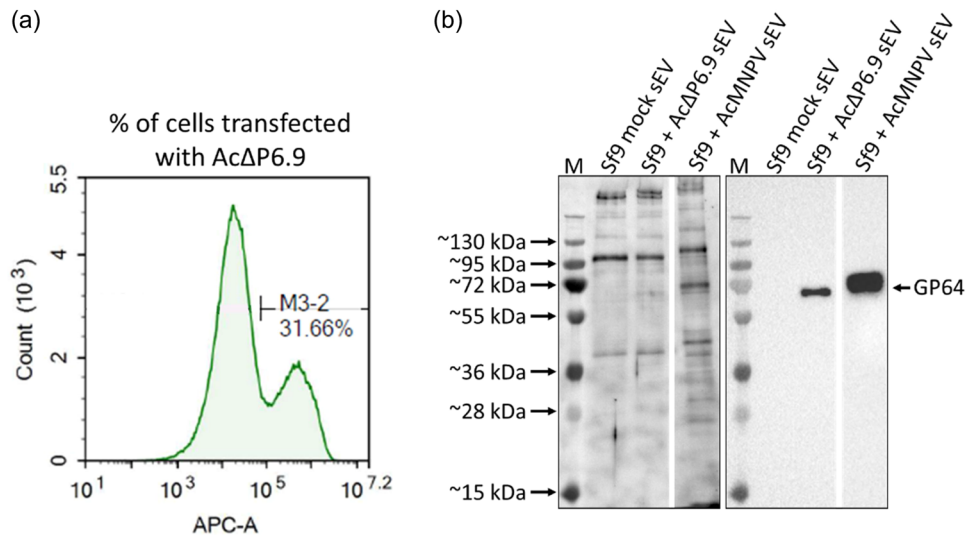 (a)
% of cells transfected
with AcΔP6.9
5.5
4
2
0
Count (10^3)
M3-2
31.66%
10^1
10^3
10^5
10^7.2
APC-A
(b)
M
Sf9 mock sEV
Sf9 + AcΔP6.9 sEV
Sf9 + AcMNPV sEV
M
Sf9 mock sEV
Sf9 + AcΔP6.9 sEV
Sf9 + AcMNPV sEV
~130 kDa
~95 kDa
~72 kDa
~55 kDa
~36 kDa
~28 kDa
~15 kDa
GP64